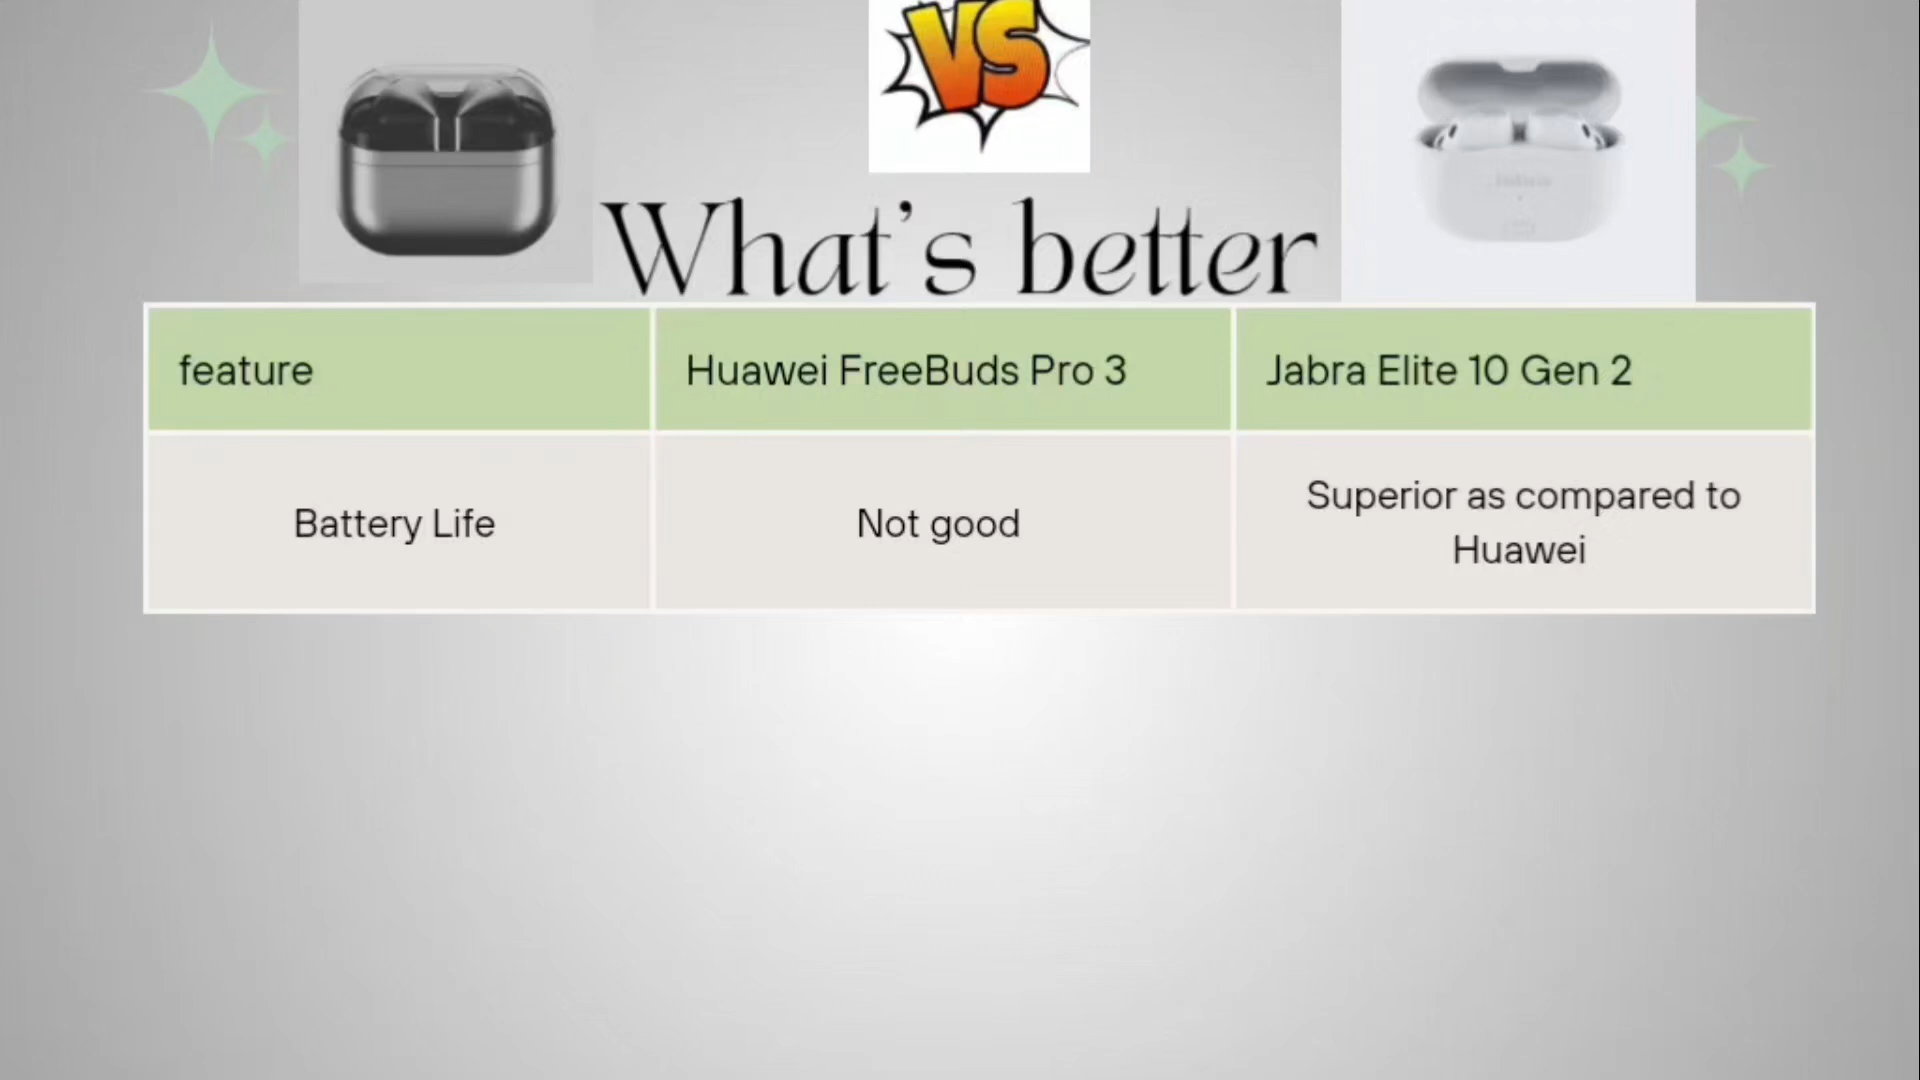 VS
What's better
feature
Huawei FreeBuds Pro 3
Jabra Elite 10 Gen 2
Battery Life
Not good
Superior as compared to
Huawei